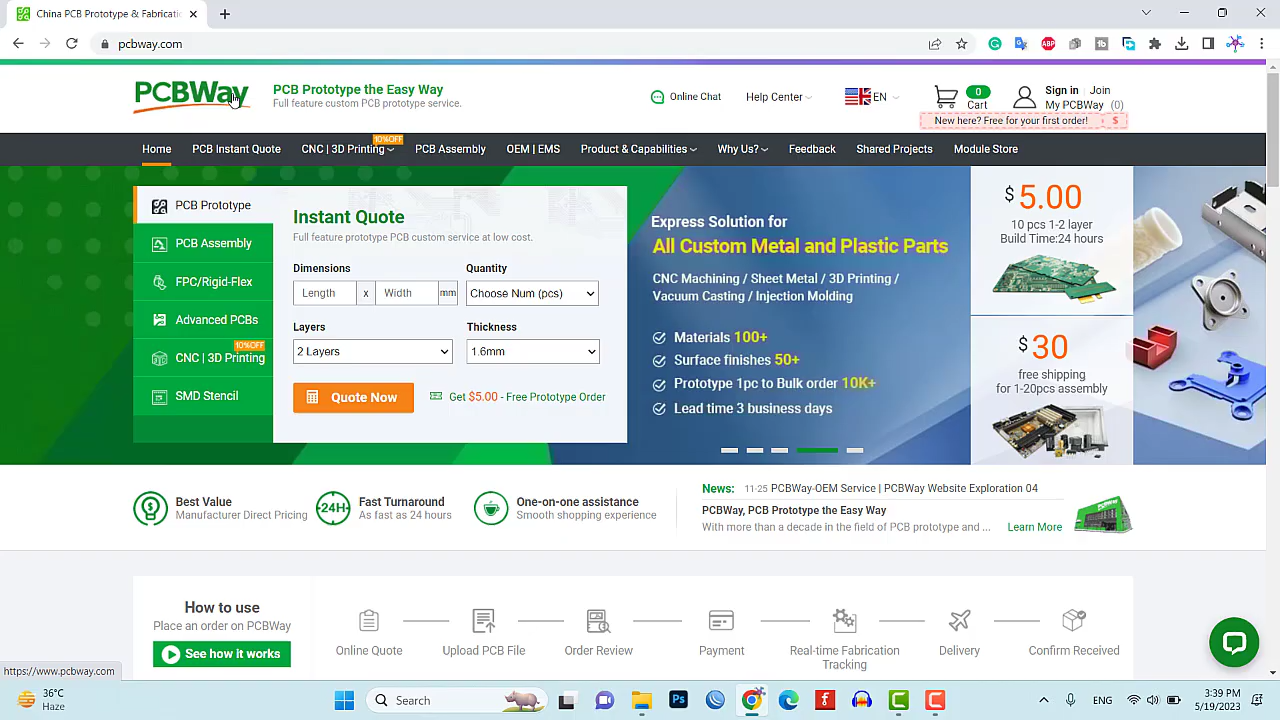 China PCB Prototype & Fabricati
pcbway.com
PCBWay
PCB Prototype the Easy Way
Full feature custom PCB prototype service.
Online Chat
Help Center
EN
0
Cart
Sign in
Join
My PCBWay (0)
New here? Free for your first order! $
10%OFF
Home
PCB Instant Quote
CNC | 3D Printing
PCB Assembly
OEM | EMS
Product & Capabilities
Why Us?
Feedback
Shared Projects
Module Store
PCB Prototype
PCB Assembly
FPC/Rigid-Flex
Advanced PCBs
10%OFF
CNC | 3D Printing
SMD Stencil
Instant Quote
Full feature prototype PCB custom service at low cost.
Dimensions
Quantity
Length x Width mm
Choose Num (pcs)
Layers
Thickness
2 Layers
1.6mm
Quote Now
Get $5.00 - Free Prototype Order
Express Solution for
All Custom Metal and Plastic Parts
CNC Machining / Sheet Metal / 3D Printing /
Vacuum Casting / Injection Molding
Materials 100+
Surface finishes 50+
Prototype 1pc to Bulk order 10K+
Lead time 3 business days
$ 5.00
10 pcs 1-2 layer
Build Time:24 hours
$ 30
free shipping
for 1-20pcs assembly
Best Value
Manufacturer Direct Pricing
24H
Fast Turnaround
As fast as 24 hours
One-on-one assistance
Smooth shopping experience
News: 11-25 PCBWay-OEM Service | PCBWay Website Exploration 04
PCBWay, PCB Prototype the Easy Way
With more than a decade in the field of PCB prototype and ...
Learn More
How to use
Place an order on PCBWay
See how it works
Online Quote
Upload PCB File
Order Review
Payment
Real-time Fabrication
Tracking
Delivery
Confirm Received
https://www.pcbway.com
36°C
Haze
Search
ENG
3:39 PM
5/19/2023